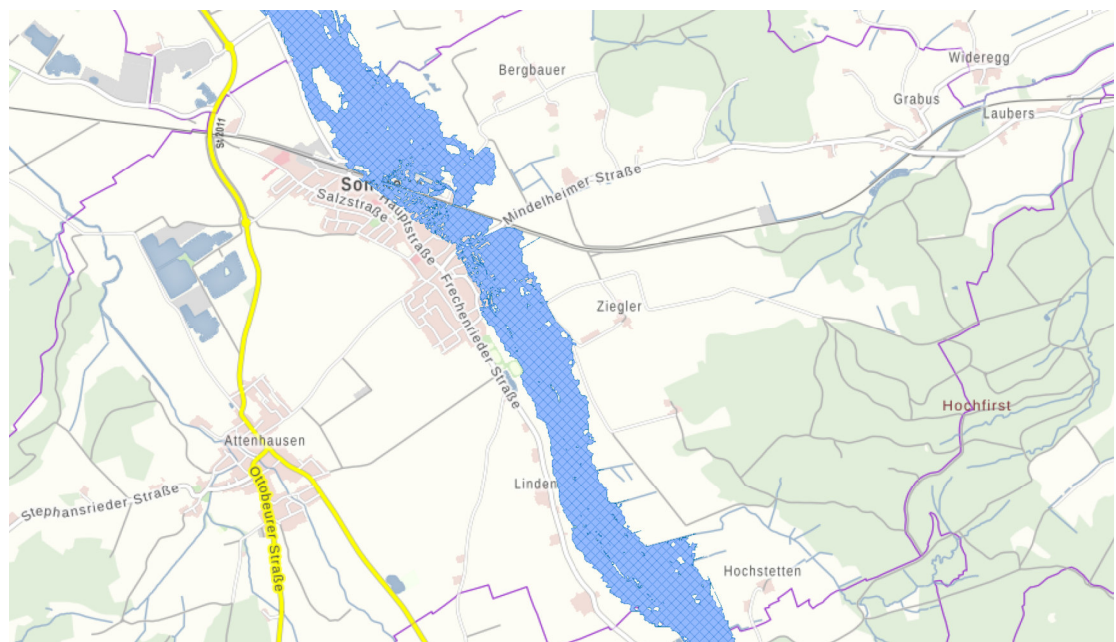 Wideregg
Bergbauer
Grabus
Laubers
St 2011
Salzstraße
Hauptstraße
Mindelheimer Straße
Frechenrieder-Straße
Ziegler
Hochfirst
Attenhausen
Linden
Stephansrieder-Straße
Ottobeurer Straße
Hochstetten